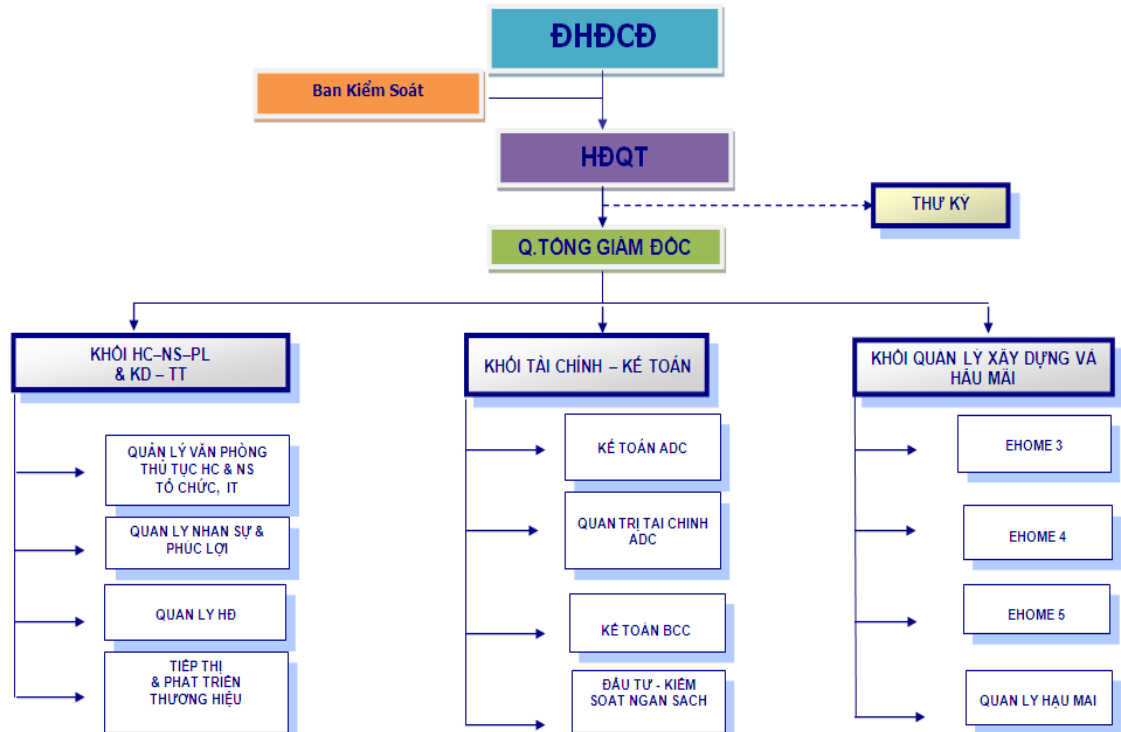 ĐHĐCĐ
Ban Kiểm Soát
HĐQT
THƯ KÝ
Q.TỔNG GIÁM ĐỐC
KHỐI HC–NS–PL
& KD – TT
KHỐI TÀI CHÍNH – KẾ TOÁN
KHỐI QUẢN LÝ XÂY DỰNG VÀ
HẬU MÃI
QUẢN LÝ VĂN PHÒNG
THỦ TỤC HC & NS
TỔ CHỨC, IT
QUAN LY NHAN SỰ &
PHÚC LỢI
QUAN LY HĐ
TIẾP THỊ
& PHAT TRIỂN
THƯƠNG HIỆU
KẾ TOÁN ADC
QUAN TRỊ TAI CHINH
ADC
KẾ TOÁN BCC
ĐẦU TƯ - KIỂM
SOAT NGAN SACH
EHOME 3
EHOME 4
EHOME 5
QUAN LY HẬU MAI